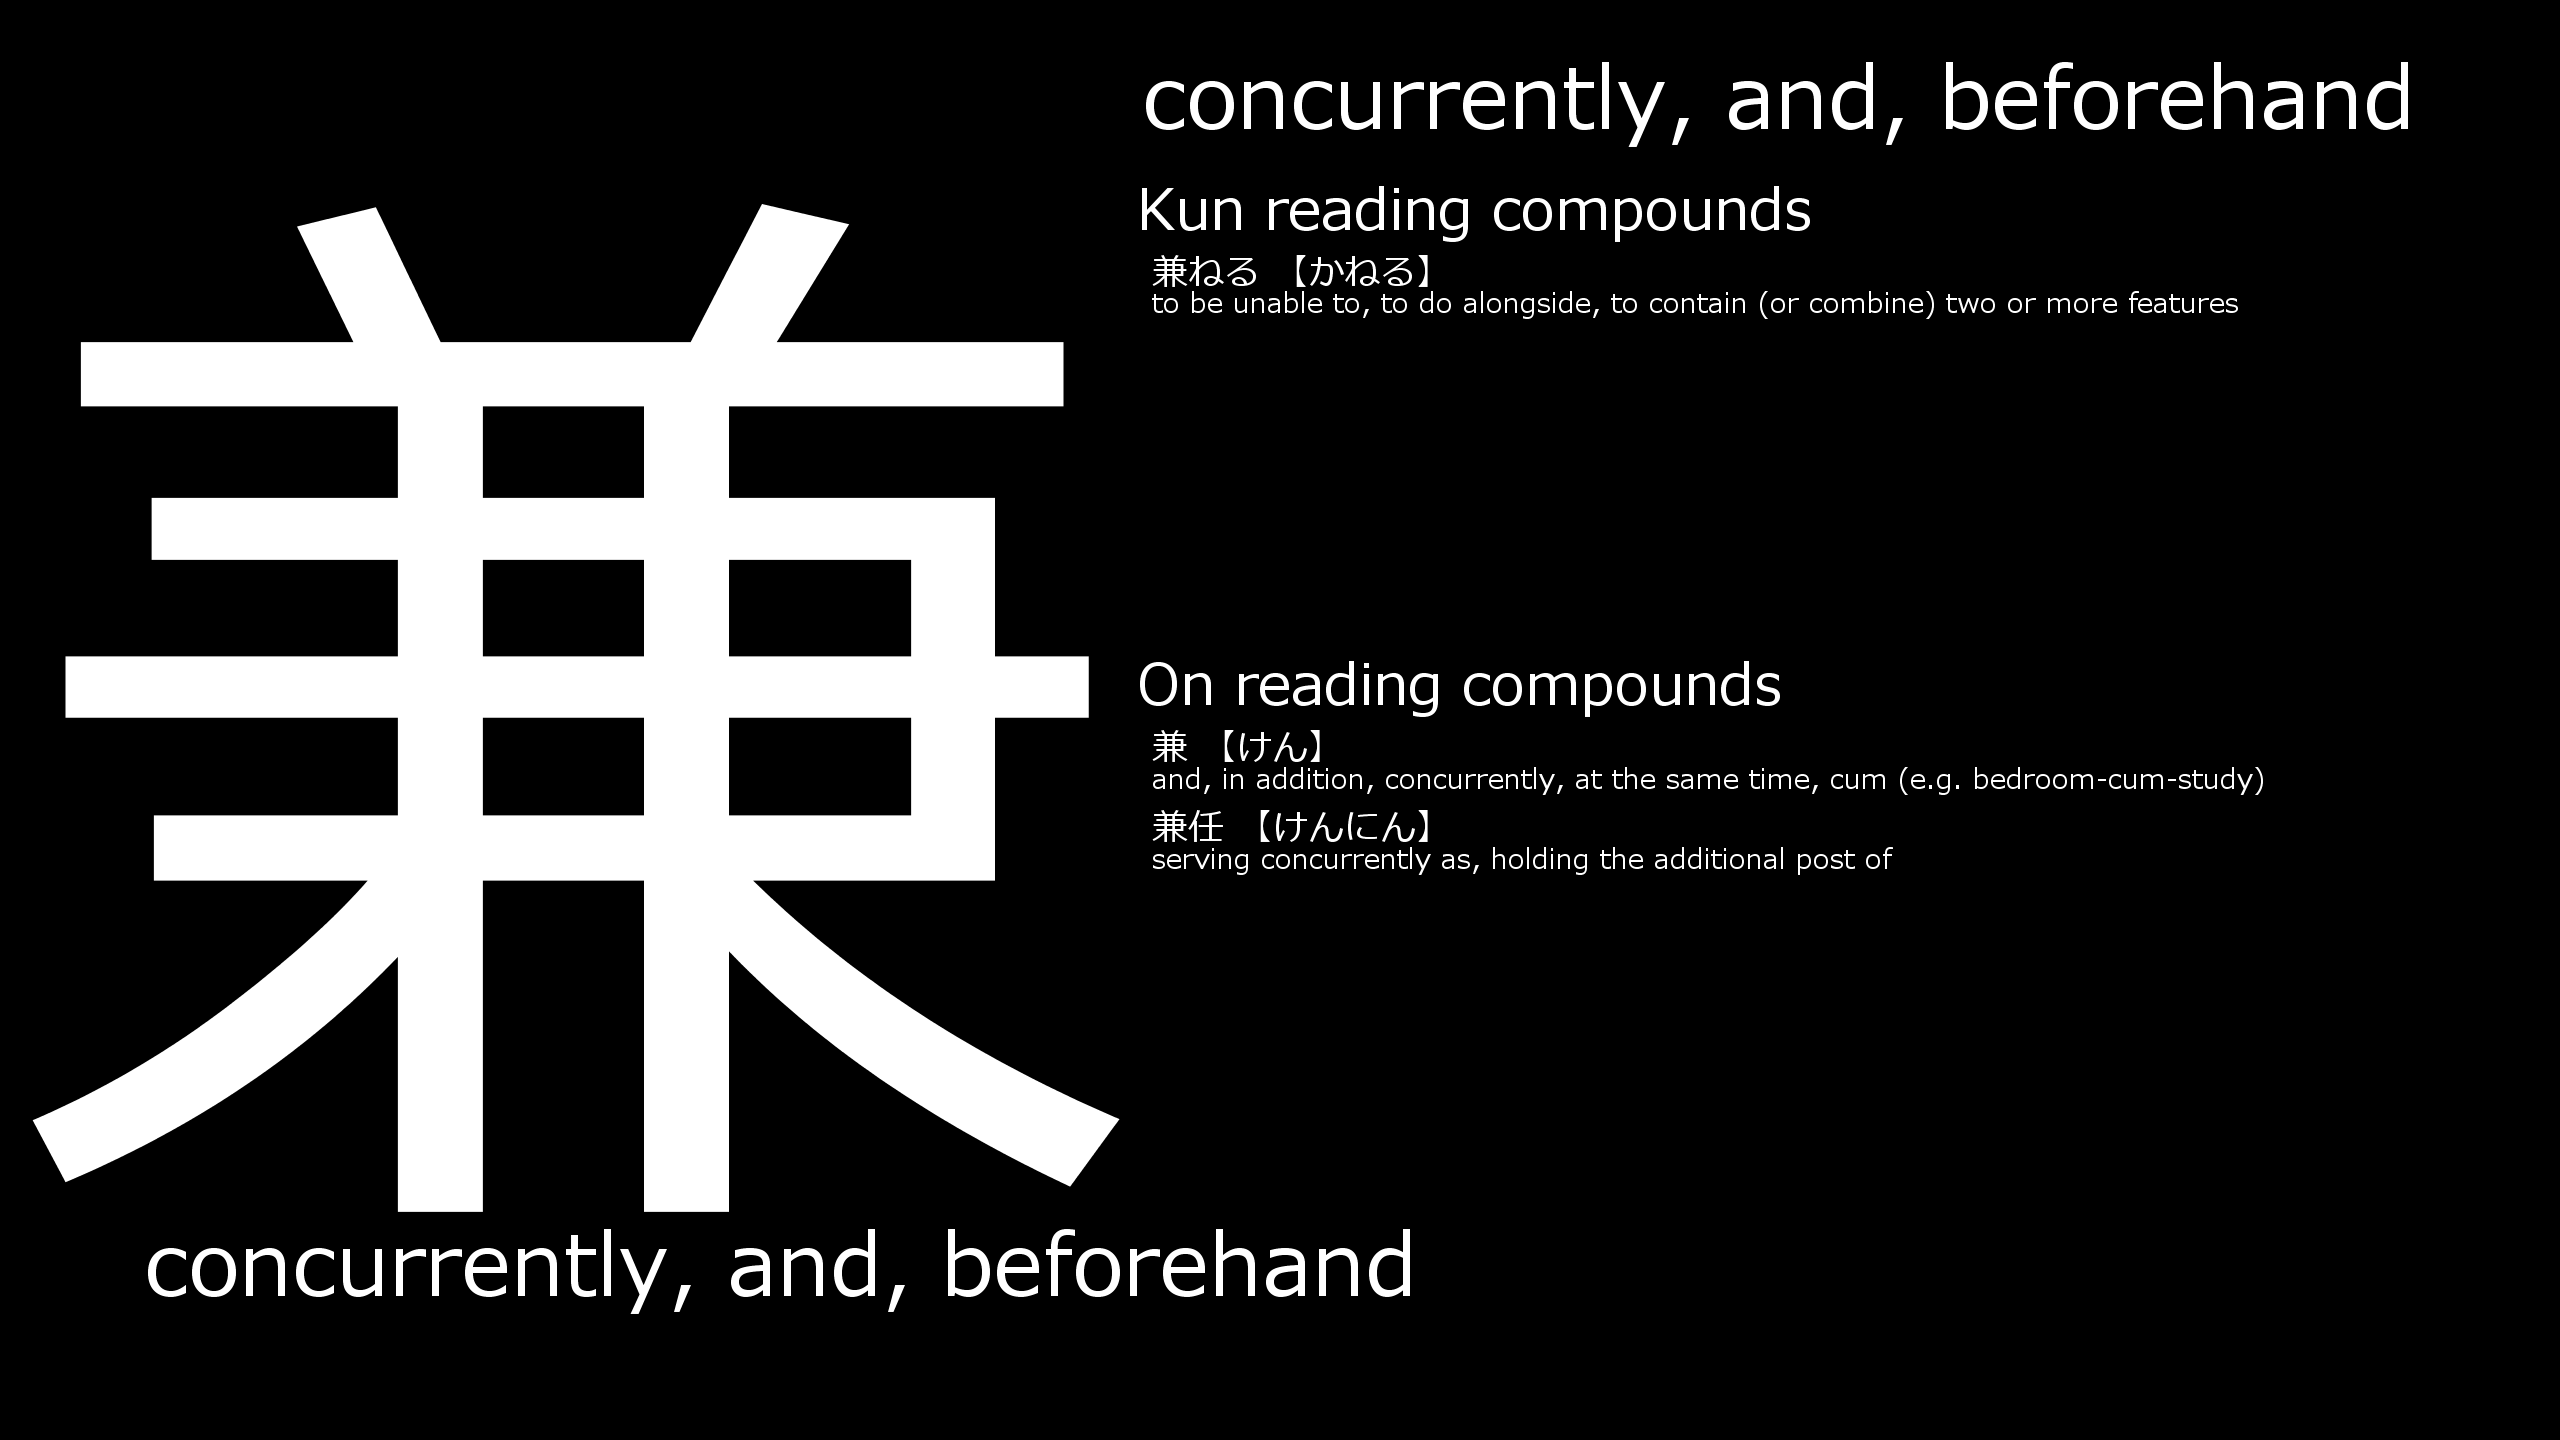 兼
concurrently, and, beforehand
concurrently, and, beforehand
Kun reading compounds
兼ねる 【かねる】
to be unable to, to do alongside, to contain (or combine) two or more features
On reading compounds
兼 【けん】
and, in addition, concurrently, at the same time, cum (e.g. bedroom-cum-study)
兼任 【けんにん】
serving concurrently as, holding the additional post of